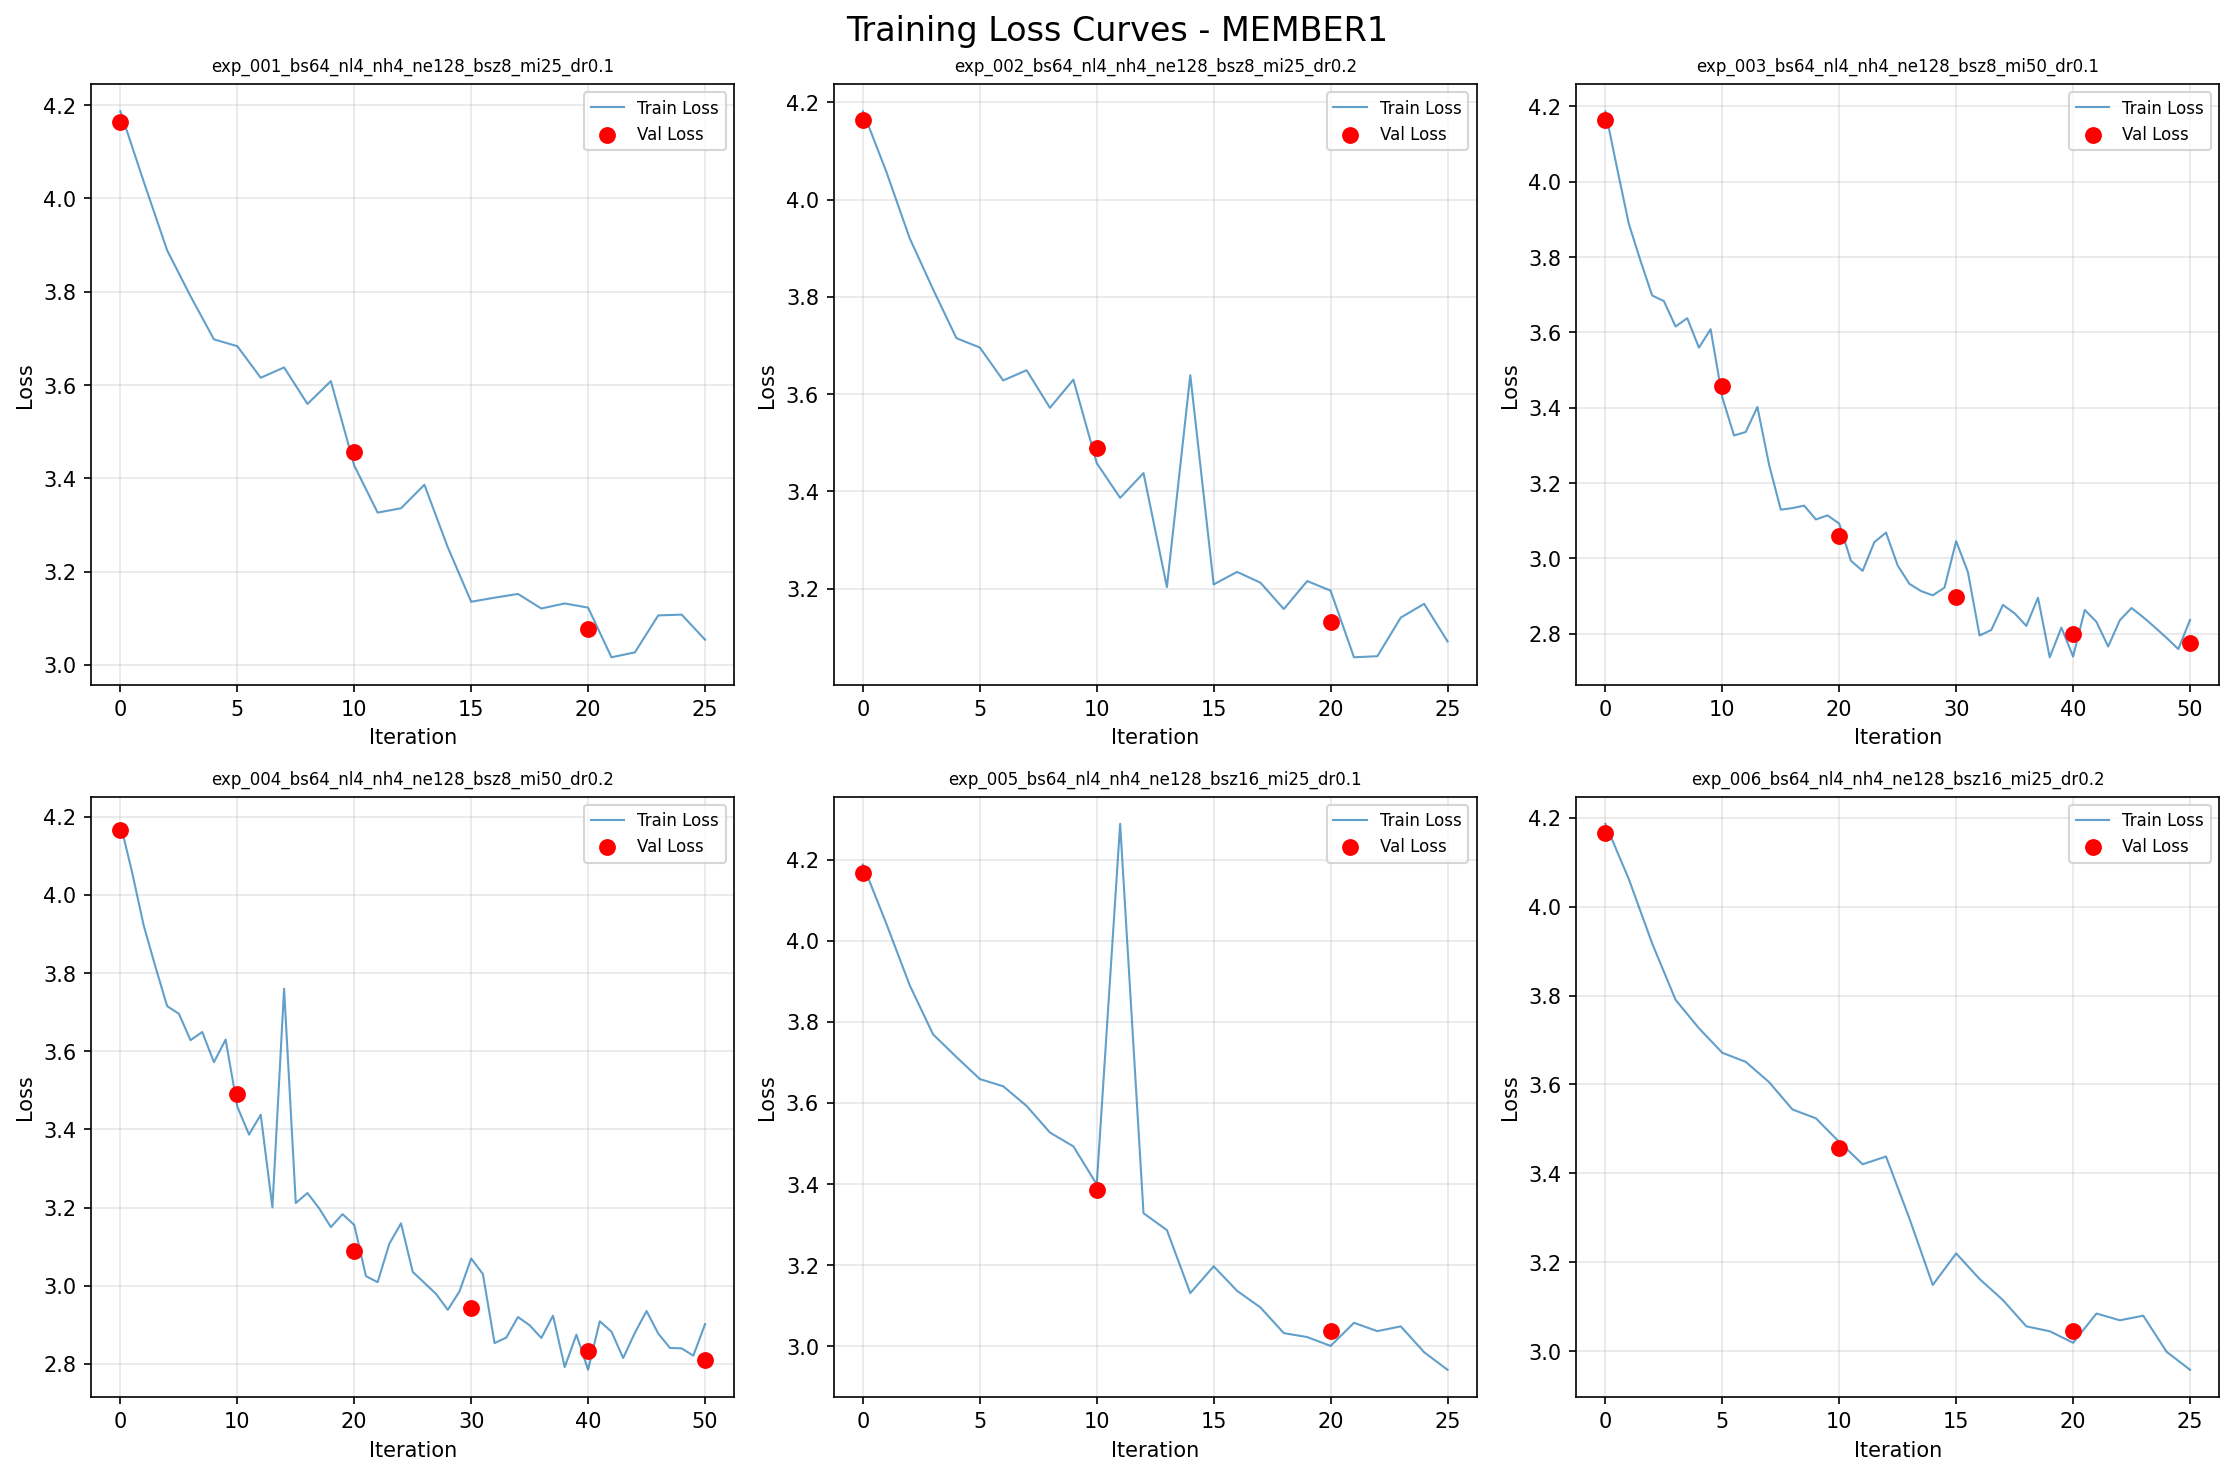 Training Loss Curves - MEMBER1
exp_001_bs64_nl4_nh4_ne128_bsz8_mi25_dr0.1
Train Loss
Val Loss
4.2
4.0
3.8
3.6
3.4
3.2
3.0
Loss
0 5 10 15 20 25
Iteration
exp_002_bs64_nl4_nh4_ne128_bsz8_mi25_dr0.2
Train Loss
Val Loss
4.2
4.0
3.8
3.6
3.4
3.2
Loss
0 5 10 15 20 25
Iteration
exp_003_bs64_nl4_nh4_ne128_bsz8_mi50_dr0.1
Train Loss
Val Loss
4.2
4.0
3.8
3.6
3.4
3.2
3.0
2.8
Loss
0 10 20 30 40 50
Iteration
exp_004_bs64_nl4_nh4_ne128_bsz8_mi50_dr0.2
Train Loss
Val Loss
4.2
4.0
3.8
3.6
3.4
3.2
3.0
2.8
Loss
0 10 20 30 40 50
Iteration
exp_005_bs64_nl4_nh4_ne128_bsz16_mi25_dr0.1
Train Loss
Val Loss
4.2
4.0
3.8
3.6
3.4
3.2
3.0
Loss
0 5 10 15 20 25
Iteration
exp_006_bs64_nl4_nh4_ne128_bsz16_mi25_dr0.2
Train Loss
Val Loss
4.2
4.0
3.8
3.6
3.4
3.2
3.0
Loss
0 5 10 15 20 25
Iteration